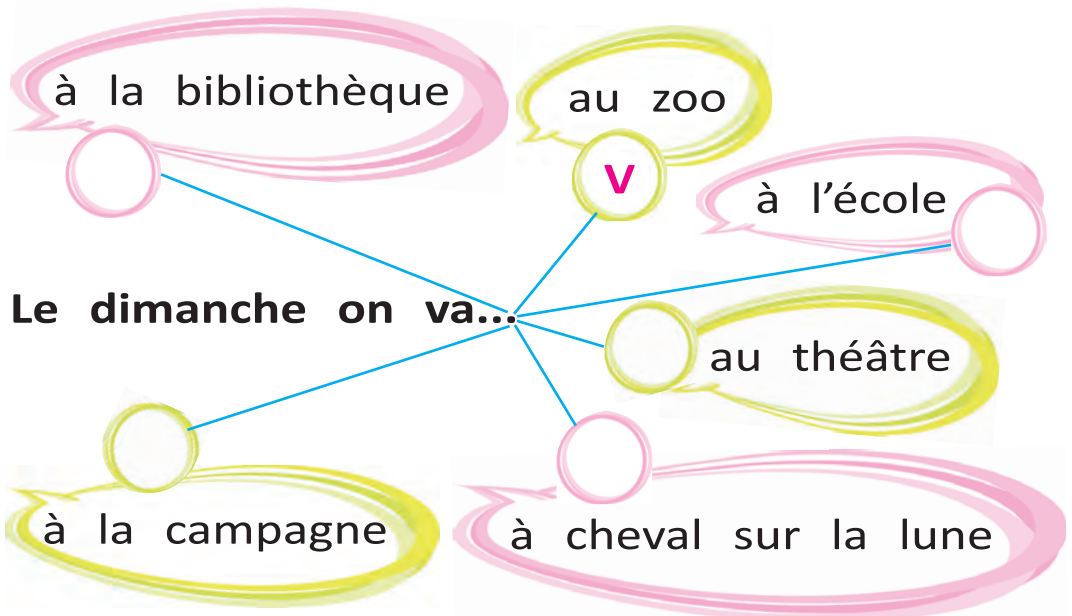 à la bibliothèque
au zoo
V
à l’école
Le dimanche on va...
au théâtre
à la campagne
à cheval sur la lune